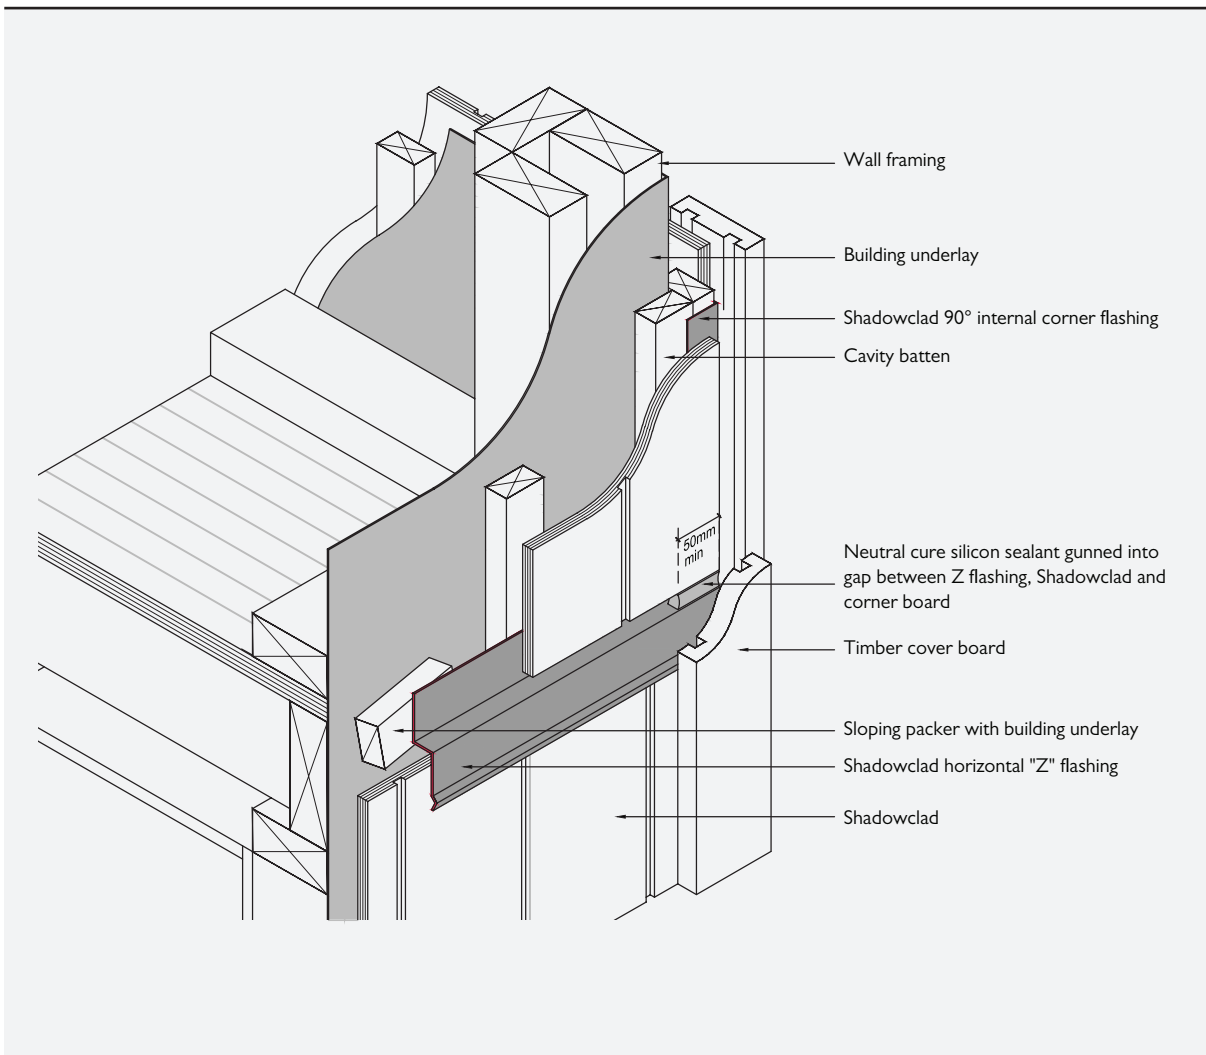 Wall framing
Building underlay
Shadowclad 90° internal corner flashing
Cavity batten
50mm
min
Neutral cure silicon sealant gunned into
gap between Z flashing, Shadowclad and
corner board
Timber cover board
Sloping packer with building underlay
Shadowclad horizontal "Z" flashing
Shadowclad